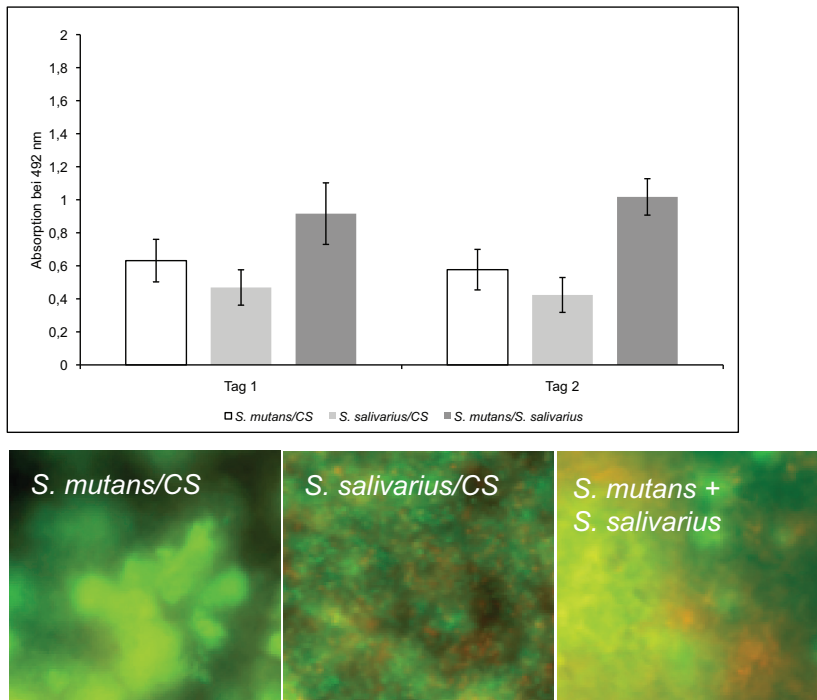 2
1,8
1,6
1,4
1,2
1
0,8
0,6
0,4
0,2
0
Absorption bei 492 nm
Tag 1
Tag 2
S. mutans/CS
S. salivarius/CS
S. mutans/S. salivarius
S. mutans/CS
S. salivarius/CS
S. mutans +
S. salivarius